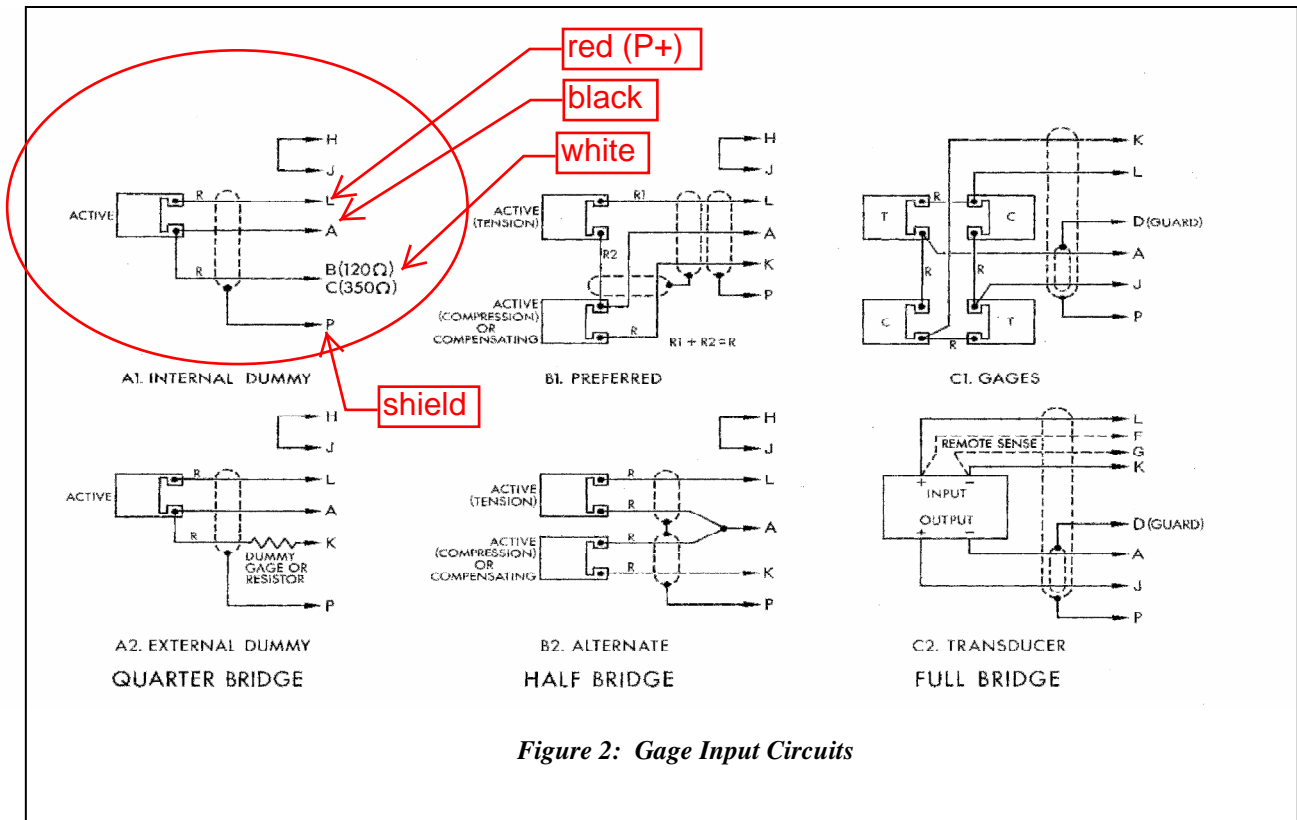 red (P+)
black
white
H
J
ACTIVE
R
L
A
R
B(120Ω)
C(350Ω)
P
A1. INTERNAL DUMMY
shield
H
J
ACTIVE
(TENSION)
R1
L
R2
A
K
ACTIVE
(COMPRESSION)
OR
COMPENSATING
R
P
R1 + R2 = R
B1. PREFERRED
K
L
T
R
C
D(GUARD)
A
R
R
J
C
T
R
P
C1. GAGES
H
J
ACTIVE
R
L
A
R
K
DUMMY
GAGE OR
RESISTOR
P
A2. EXTERNAL DUMMY
QUARTER BRIDGE
H
J
ACTIVE
(TENSION)
R
L
R
A
ACTIVE
(COMPRESSION)
OR
COMPENSATING
R
R
K
P
B2. ALTERNATE
HALF BRIDGE
L
F
REMOTE SENSE
G
K
+ −
INPUT
OUTPUT
+ −
D(GUARD)
A
J
P
C2. TRANSDUCER
FULL BRIDGE
Figure 2: Gage Input Circuits